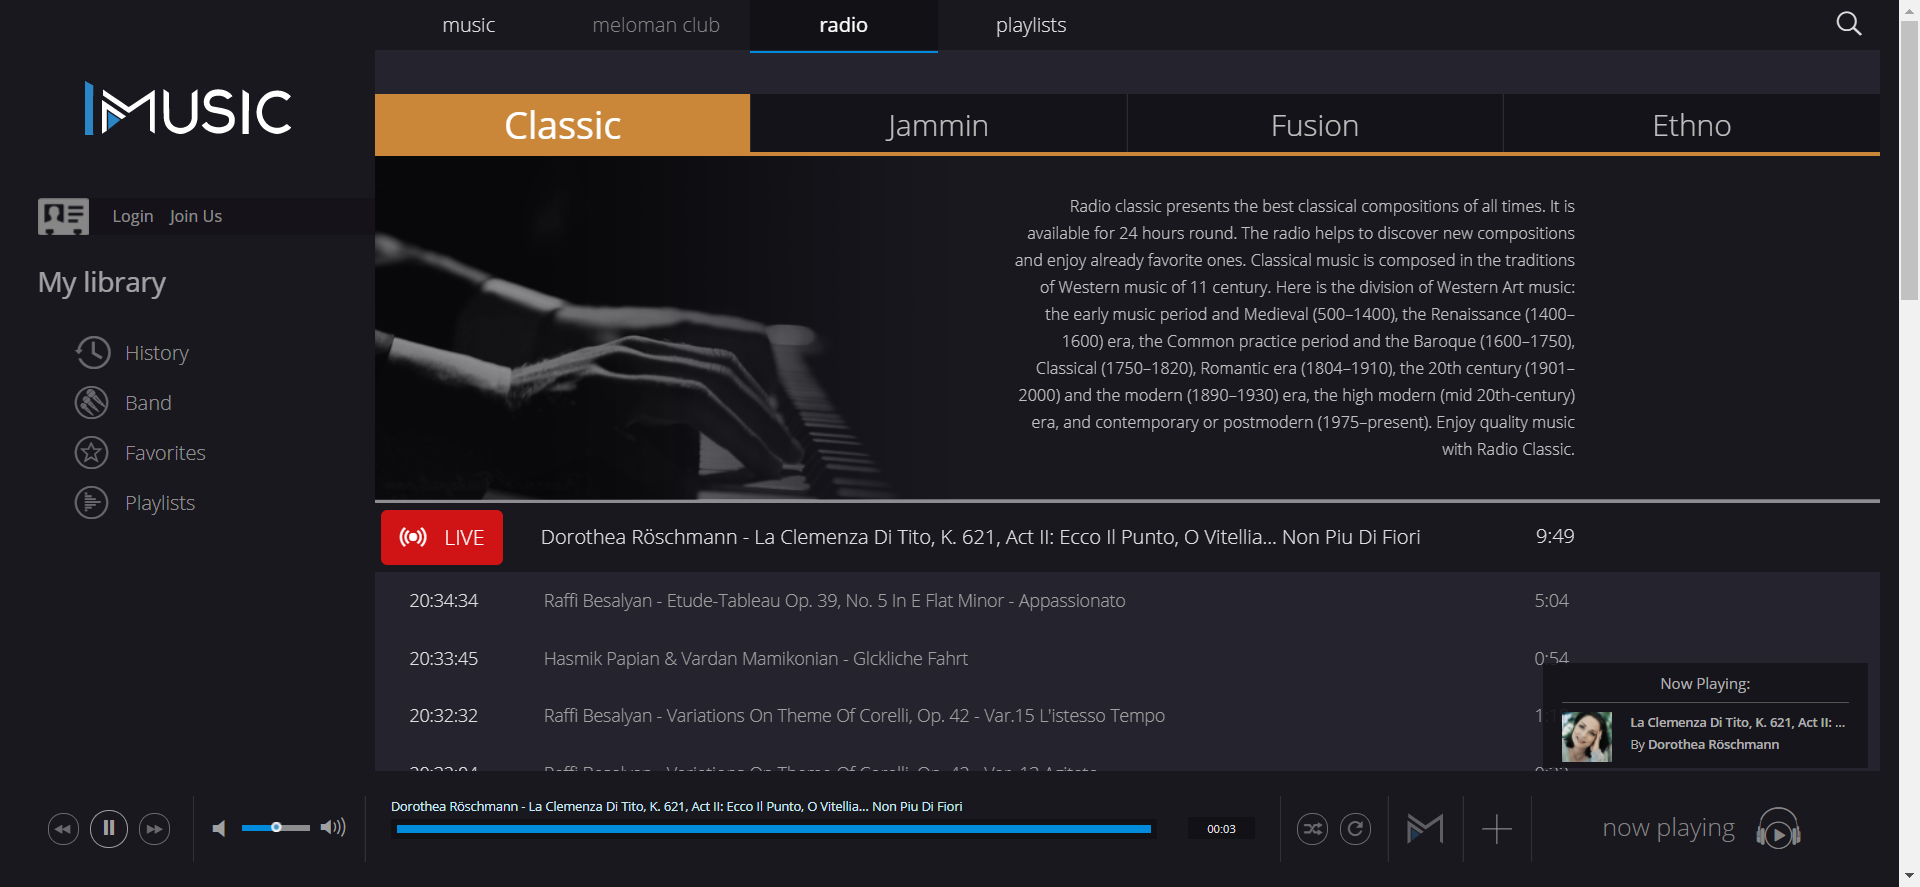 music
meloman club
radio
playlists
MUSIC
Classic
Jammin
Fusion
Ethno
Login
Join Us
My library
History
Band
Favorites
Playlists
Radio classic presents the best classical compositions of all times. It is
available for 24 hours round. The radio helps to discover new compositions
and enjoy already favorite ones. Classical music is composed in the traditions
of Western music of 11 century. Here is the division of Western Art music:
the early music period and Medieval (500–1400), the Renaissance (1400–
1600) era, the Common practice period and the Baroque (1600–1750),
Classical (1750–1820), Romantic era (1804–1910), the 20th century (1901–
2000) and the modern (1890–1930) era, the high modern (mid 20th-century)
era, and contemporary or postmodern (1975–present). Enjoy quality music
with Radio Classic.
LIVE
Dorothea Röschmann - La Clemenza Di Tito, K. 621, Act II: Ecco Il Punto, O Vitellia... Non Piu Di Fiori
9:49
20:34:34
Raffi Besalyan - Etude-Tableau Op. 39, No. 5 In E Flat Minor - Appassionato
5:04
20:33:45
Hasmik Papian & Vardan Mamikonian - Glckliche Fahrt
0:54
20:32:32
Raffi Besalyan - Variations On Theme Of Corelli, Op. 42 - Var.15 L'istesso Tempo
Now Playing:
La Clemenza Di Tito, K. 621, Act II: ...
By Dorothea Röschmann
Dorothea Röschmann - La Clemenza Di Tito, K. 621, Act II: Ecco Il Punto, O Vitellia... Non Piu Di Fiori
00:03
now playing